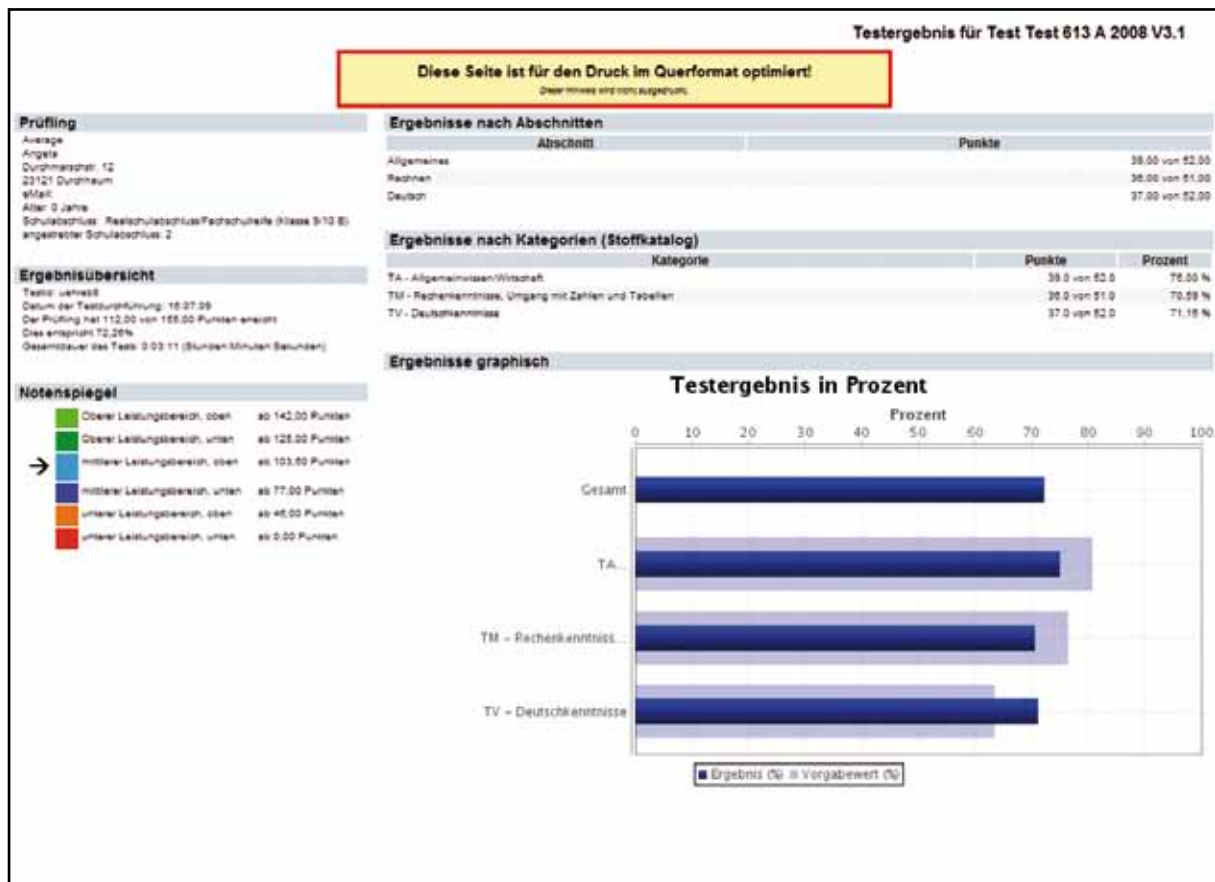 Testergebnis für Test Test 613 A 2008 V3.1
Diese Seite ist für den Druck im Querformat optimiert!
Dieser Hinweis wird nicht ausgedruckt.
Prüfling
Average
Angela
Durchmarschstr. 12
23121 Durchhaum
eMail:
Alter: 0 Jahre
Schulabschluss: Realschulabschluss/Fachschulreife (Klasse 9/10 B)
angestrebter Schulabschluss: 2
Ergebnisübersicht
TestId:
Datum der Testdurchführung: 16.07.09
Der Prüfling hat 112,00 von 155,00 Punkten erreicht
Dies entspricht 72,26%
Gesamtdauer des Tests: 0:03:11 (Stunden:Minuten:Sekunden)
Notenspiegel
Oberer Leistungsbereich, oben ab 142,00 Punkten
Oberer Leistungsbereich, unten ab 125,00 Punkten
mittlerer Leistungsbereich, oben ab 103,50 Punkten
mittlerer Leistungsbereich, unten ab 77,00 Punkten
unterer Leistungsbereich, oben ab 46,00 Punkten
unterer Leistungsbereich, unten ab 0,00 Punkten
Ergebnisse nach Abschnitten
Abschnitt Punkte
Allgemeines 39,00 von 52,00
Rechnen 36,00 von 51,00
Deutsch 37,00 von 52,00
Ergebnisse nach Kategorien (Stoffkatalog)
Kategorie Punkte Prozent
TA - Allgemeinwissen/Wirtschaft 39.0 von 52.0 75,00 %
TM - Rechenkenntnisse, Umgang mit Zahlen und Tabellen 36.0 von 51.0 70,59 %
TV - Deutschkenntnisse 37.0 von 52.0 71,15 %
Ergebnisse graphisch
Testergebnis in Prozent
Prozent
0 10 20 30 40 50 60 70 80 90 100
Gesamt
TA...
TM – Rechenkenntniss...
TV – Deutschkenntnisse
Ergebnis (%) Vorgabewert (%)